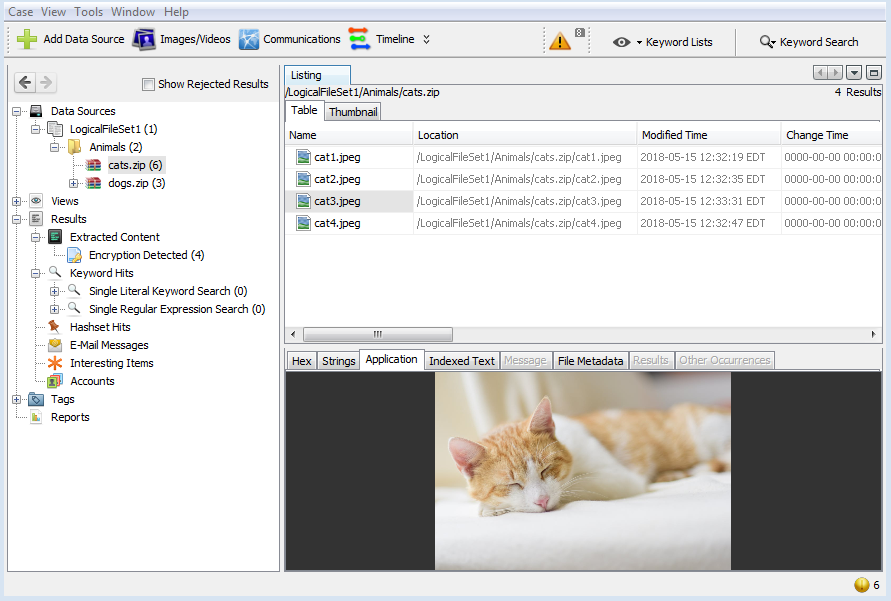 Case View Tools Window Help
Add Data Source Images/Videos Communications Timeline 8 Keyword Lists Keyword Search
Show Rejected Results
Data Sources
LogicalFileSet1 (1)
Animals (2)
cats.zip (6)
dogs.zip (3)
Views
Results
Extracted Content
Encryption Detected (4)
Keyword Hits
Single Literal Keyword Search (0)
Single Regular Expression Search (0)
Hashset Hits
E-Mail Messages
Interesting Items
Accounts
Tags
Reports
Listing
/LogicalFileSet1/Animals/cats.zip 4 Results
Table Thumbnail
Name Location Modified Time Change Time
cat1.jpeg /LogicalFileSet1/Animals/cats.zip/cat1.jpeg 2018-05-15 12:32:19 EDT 0000-00-00 00:00:0
cat2.jpeg /LogicalFileSet1/Animals/cats.zip/cat2.jpeg 2018-05-15 12:32:35 EDT 0000-00-00 00:00:0
cat3.jpeg /LogicalFileSet1/Animals/cats.zip/cat3.jpeg 2018-05-15 12:33:31 EDT 0000-00-00 00:00:0
cat4.jpeg /LogicalFileSet1/Animals/cats.zip/cat4.jpeg 2018-05-15 12:32:47 EDT 0000-00-00 00:00:0
Hex Strings Application Indexed Text Message File Metadata Results Other Occurrences
6